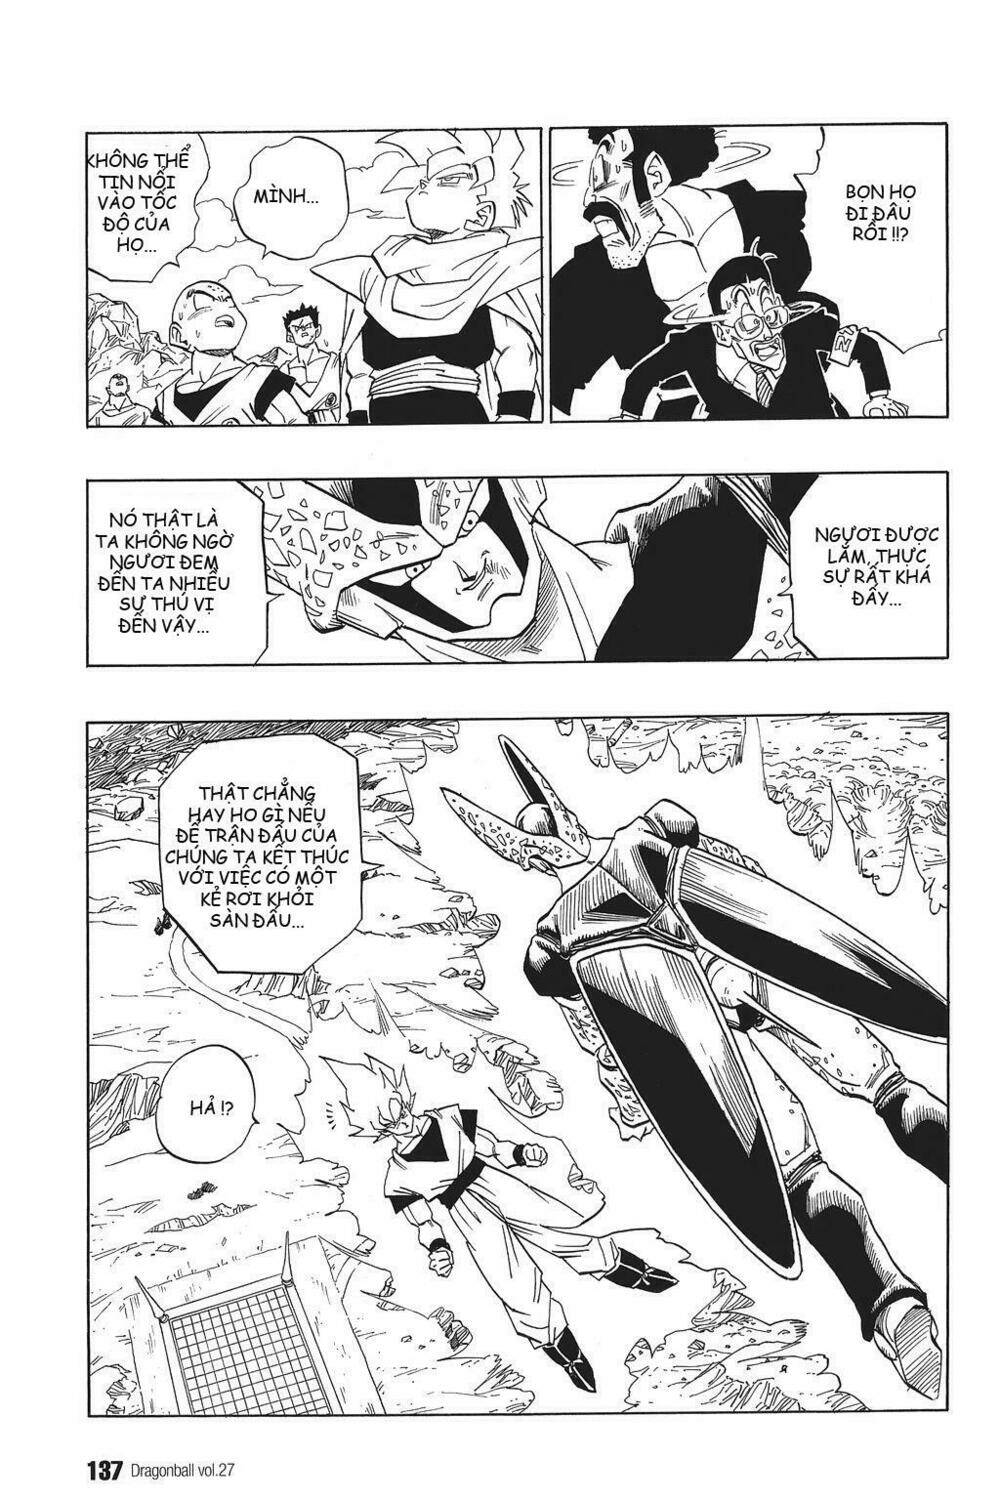 BỌN HỌ
ĐI ĐÂU
RỒI !!?
MÌNH...
KHÔNG THỂ
TIN NỔI
VÀO TỐC
ĐỘ CỦA
HỌ...
NGƯƠI ĐƯỢC
LẮM, THỰC
SỰ RẤT KHÁ
ĐẤY...
NÓ THẬT LÀ
TA KHÔNG NGỜ
NGƯƠI ĐEM
ĐẾN TA NHIỀU
SỰ THÚ VỊ
ĐẾN VẬY...
THẬT CHẲNG
HAY HO GÌ NẾU
ĐỂ TRẬN ĐẤU CỦA
CHÚNG TA KẾT THÚC
VỚI VIỆC CÓ MỘT
KẺ RƠI KHỎI
SÀN ĐẤU...
HẢ !?
137 Dragonball vol.27